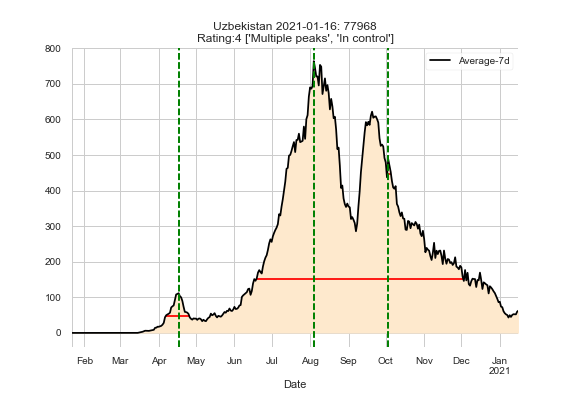 Uzbekistan 2021-01-16: 77968
Rating:4 ['Multiple peaks', 'In control']
Average-7d
800
700
600
500
400
300
200
100
0
Feb Mar Apr May Jun Jul Aug Sep Oct Nov Dec Jan
2021
Date